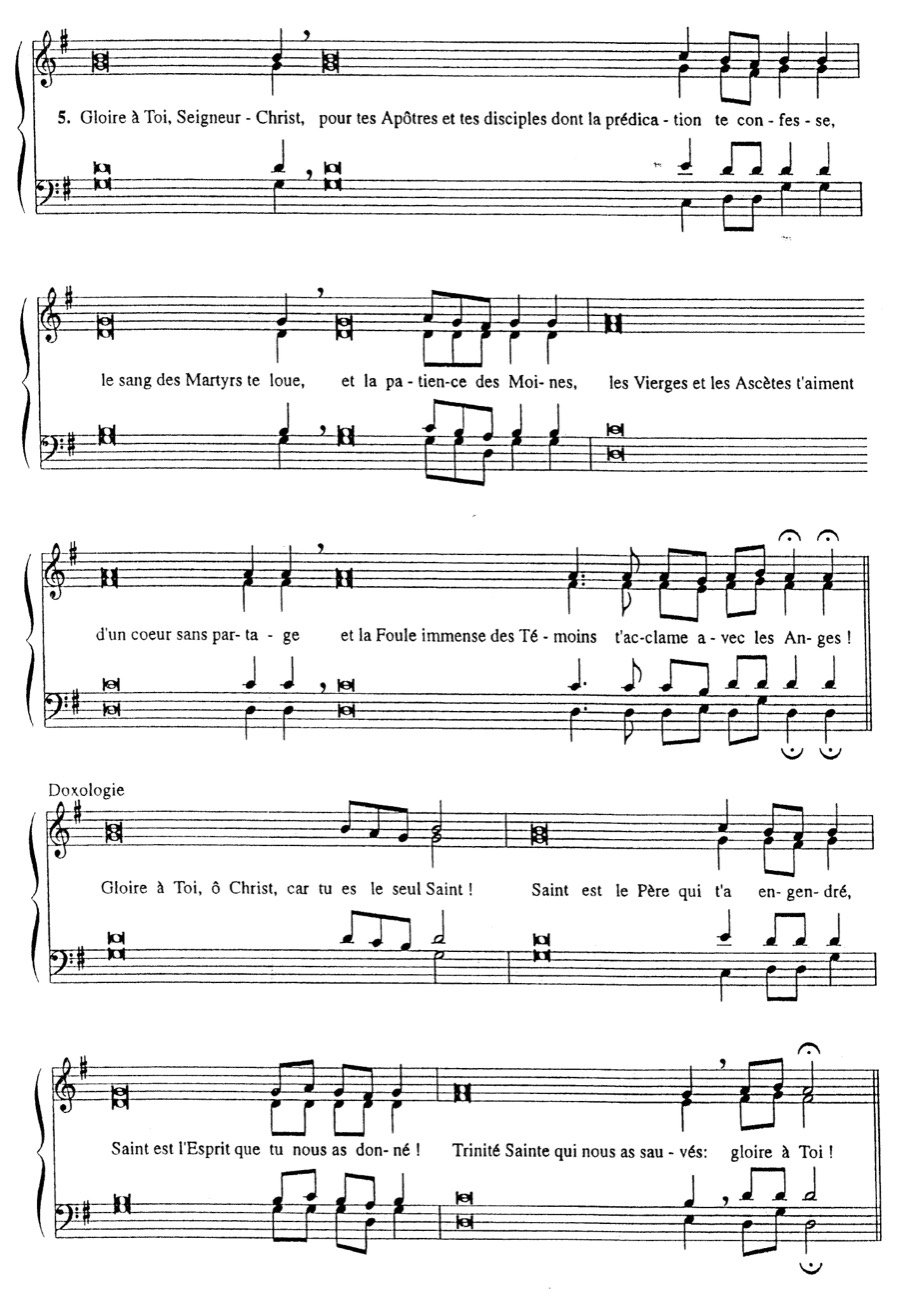 5. Gloire à Toi, Seigneur - Christ, pour tes Apôtres et tes disciples dont la prédica - tion te con - fes - se,
le sang des Martyrs te loue, et la pa - tien-ce des Moi- nes, les Vierges et les Ascètes t'aiment
d'un coeur sans par- ta - ge et la Foule immense des Té - moins t'ac-clame a - vec les An- ges !
Doxologie
Gloire à Toi, ô Christ, car tu es le seul Saint ! Saint est le Père qui t'a en- gen- dré,
Saint est l'Esprit que tu nous as don- né ! Trinité Sainte qui nous as sau - vés: gloire à Toi !